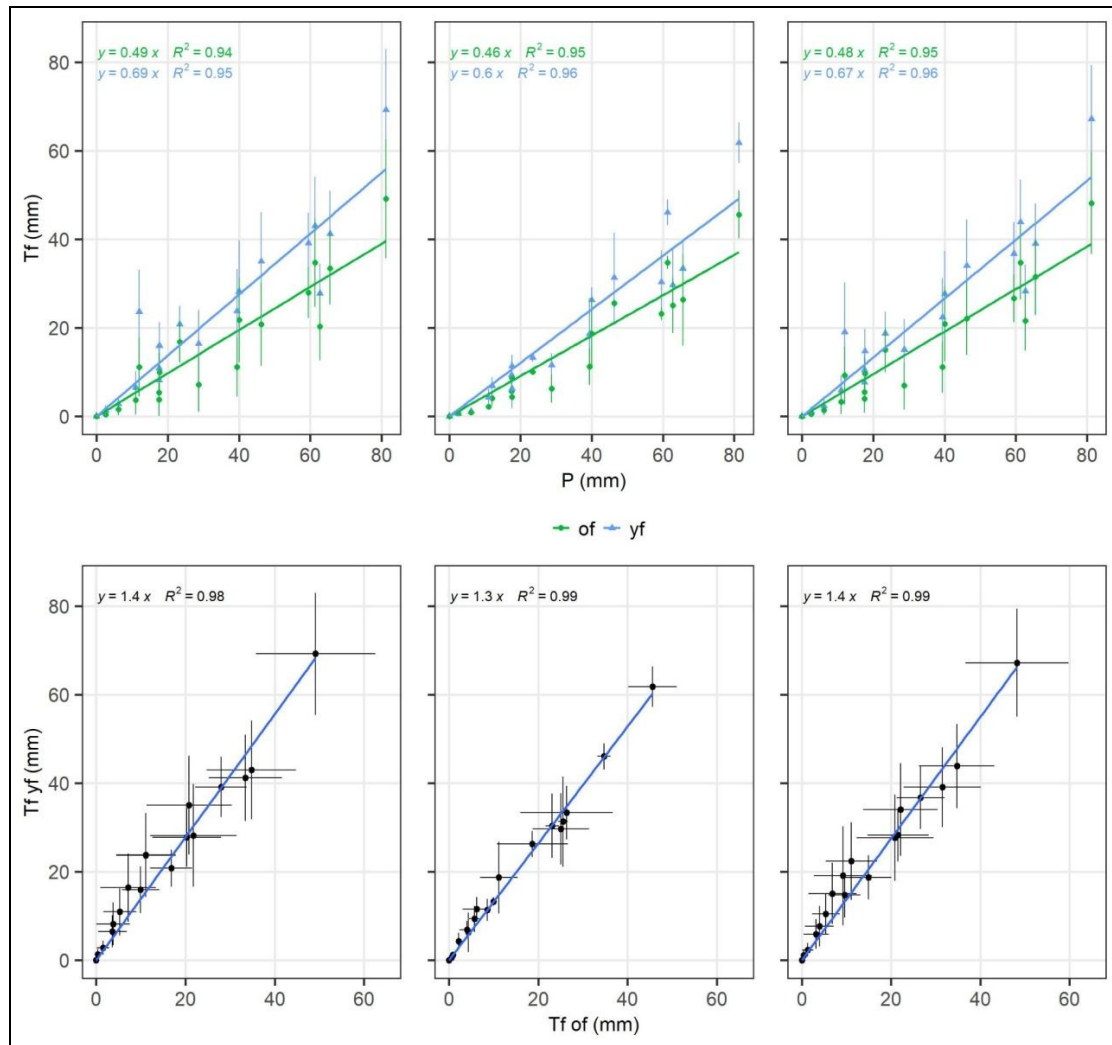 y = 0.49 x R² = 0.94
y = 0.69 x R² = 0.95
y = 0.46 x R² = 0.95
y = 0.6 x R² = 0.96
y = 0.48 x R² = 0.95
y = 0.67 x R² = 0.96
80
60
40
20
0
Tf (mm)
0 20 40 60 80
0 20 40 60 80
0 20 40 60 80
P (mm)
of yf
y = 1.4 x R² = 0.98
y = 1.3 x R² = 0.99
y = 1.4 x R² = 0.99
80
60
40
20
0
Tf yf (mm)
0 20 40 60
0 20 40 60
0 20 40 60
Tf of (mm)